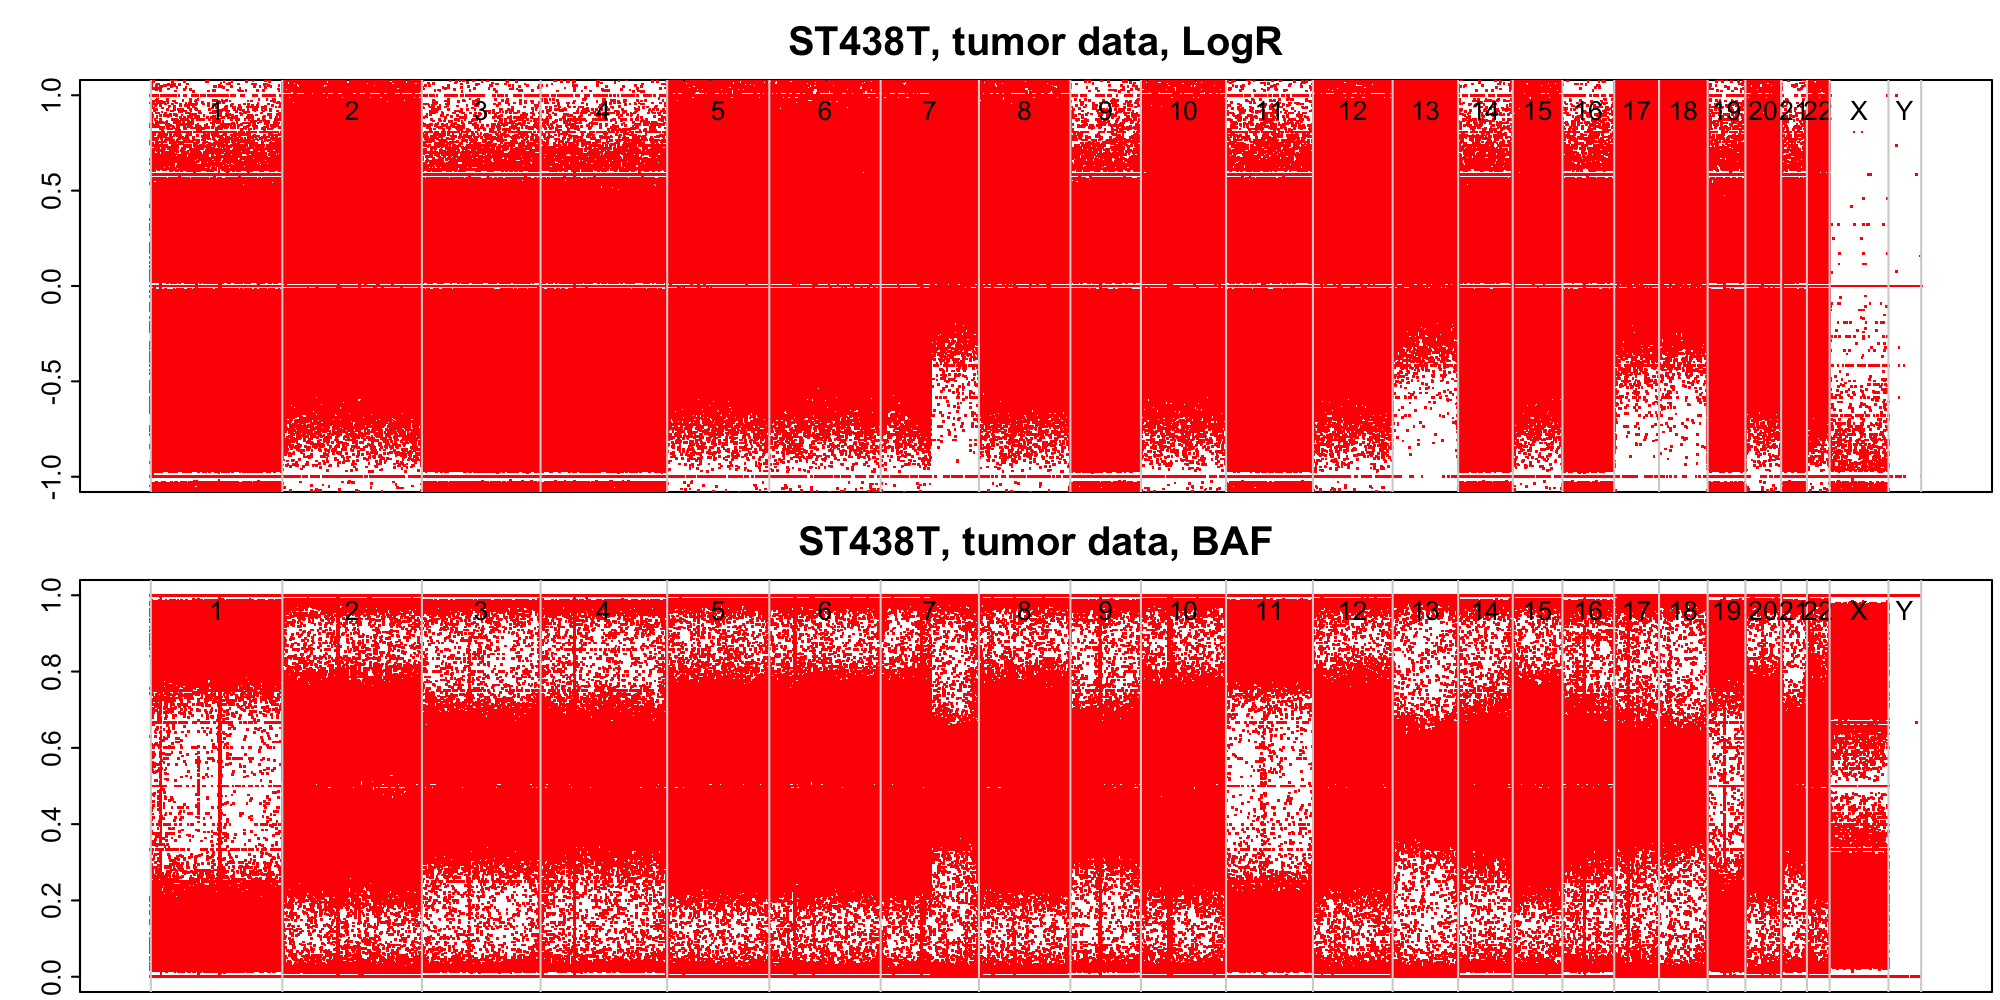 ST438T, tumor data, LogR
1.0
0.5
0.0
-0.5
-1.0
1 2 3 4 5 6 7 8 9 10 11 12 13 14 15 16 17 18 19 20 21 22 X Y
ST438T, tumor data, BAF
1.0
0.8
0.6
0.4
0.2
0.0
1 2 3 4 5 6 7 8 9 10 11 12 13 14 15 16 17 18 19 20 21 22 X Y